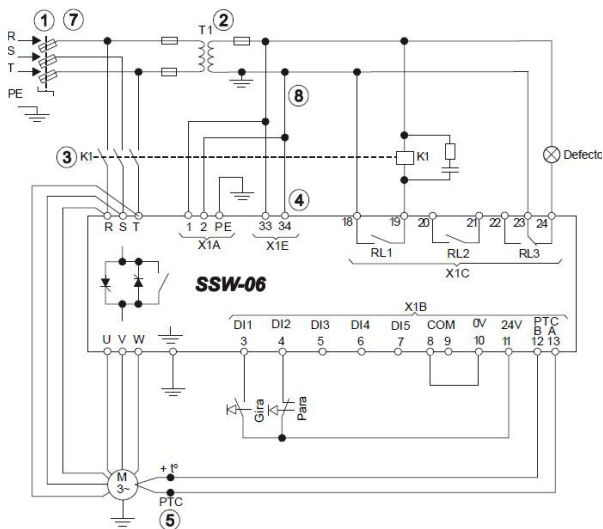 1 7 T1 2
R
S
T
PE
8
3 K1 K1 Defecto
4
R S T 1 2 PE 33 34 18 19 20 21 22 23 24
X1A X1E RL1 RL2 RL3
X1C
SSW-06
X1B
DI1 DI2 DI3 DI4 DI5 COM 0V 24V PTC
B A
U V W 3 4 5 6 7 8 9 10 11 12 13
Gira Para
M
3~
+ tº
PTC
5